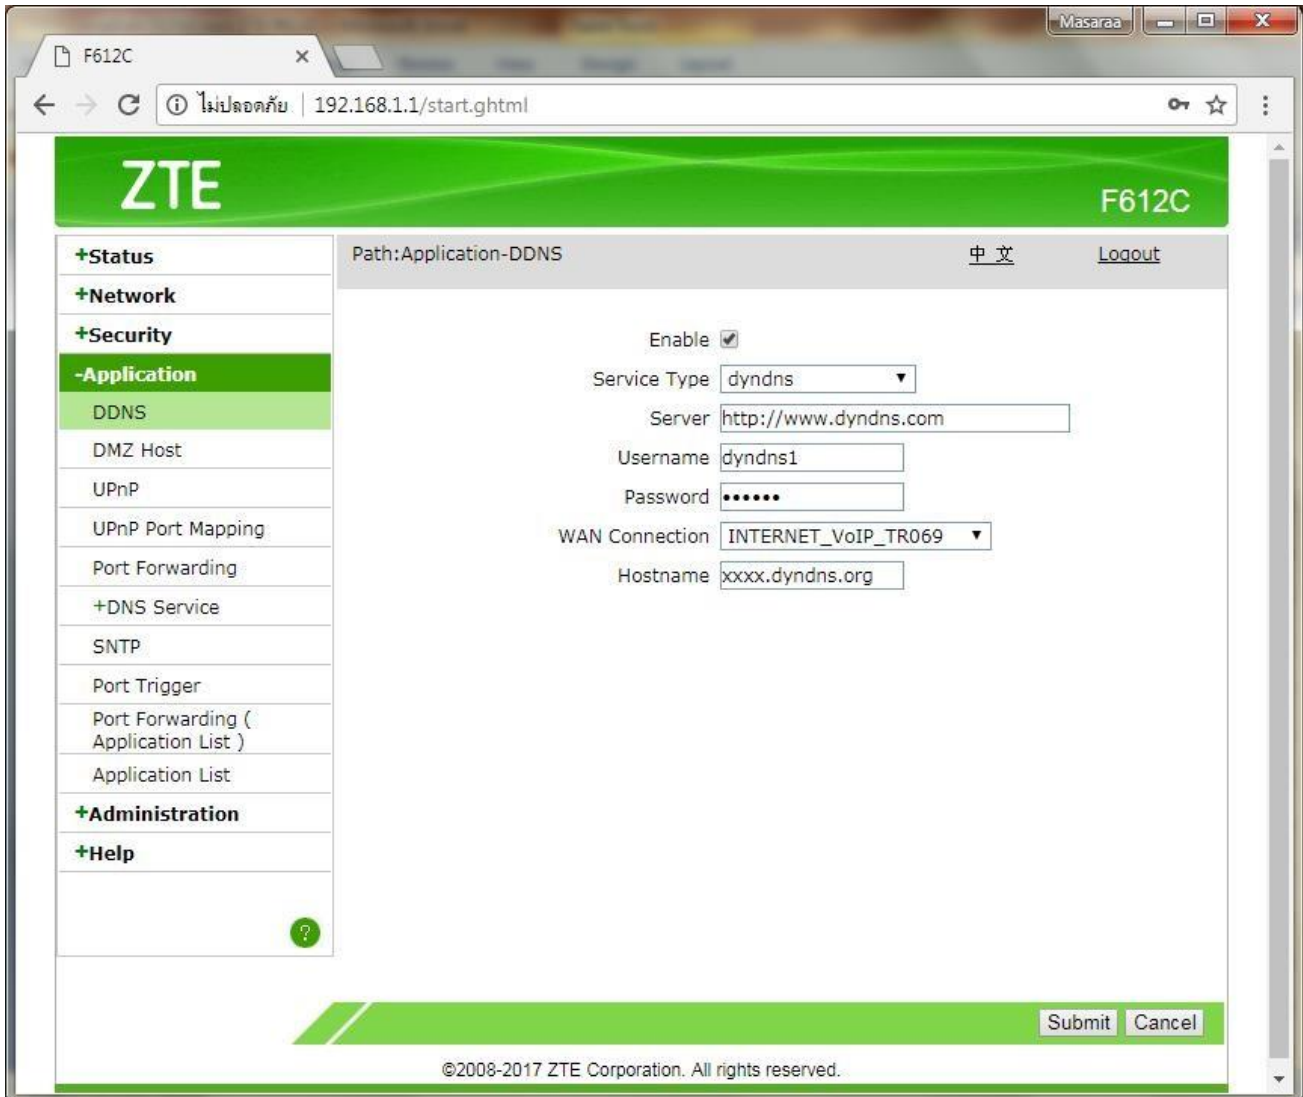 Masaraa
F612C
ไม่ปลอดภัย 192.168.1.1/start.ghtml
ZTE
F612C
Path:Application-DDNS 中文 Logout
+Status
+Network
+Security
-Application
DDNS
DMZ Host
UPnP
UPnP Port Mapping
Port Forwarding
+DNS Service
SNTP
Port Trigger
Port Forwarding (
Application List )
Application List
+Administration
+Help
?
Enable
Service Type dyndns
Server http://www.dyndns.com
Username dyndns1
Password ••••••
WAN Connection INTERNET_VoIP_TR069
Hostname xxxx.dyndns.org
Submit Cancel
©2008-2017 ZTE Corporation. All rights reserved.